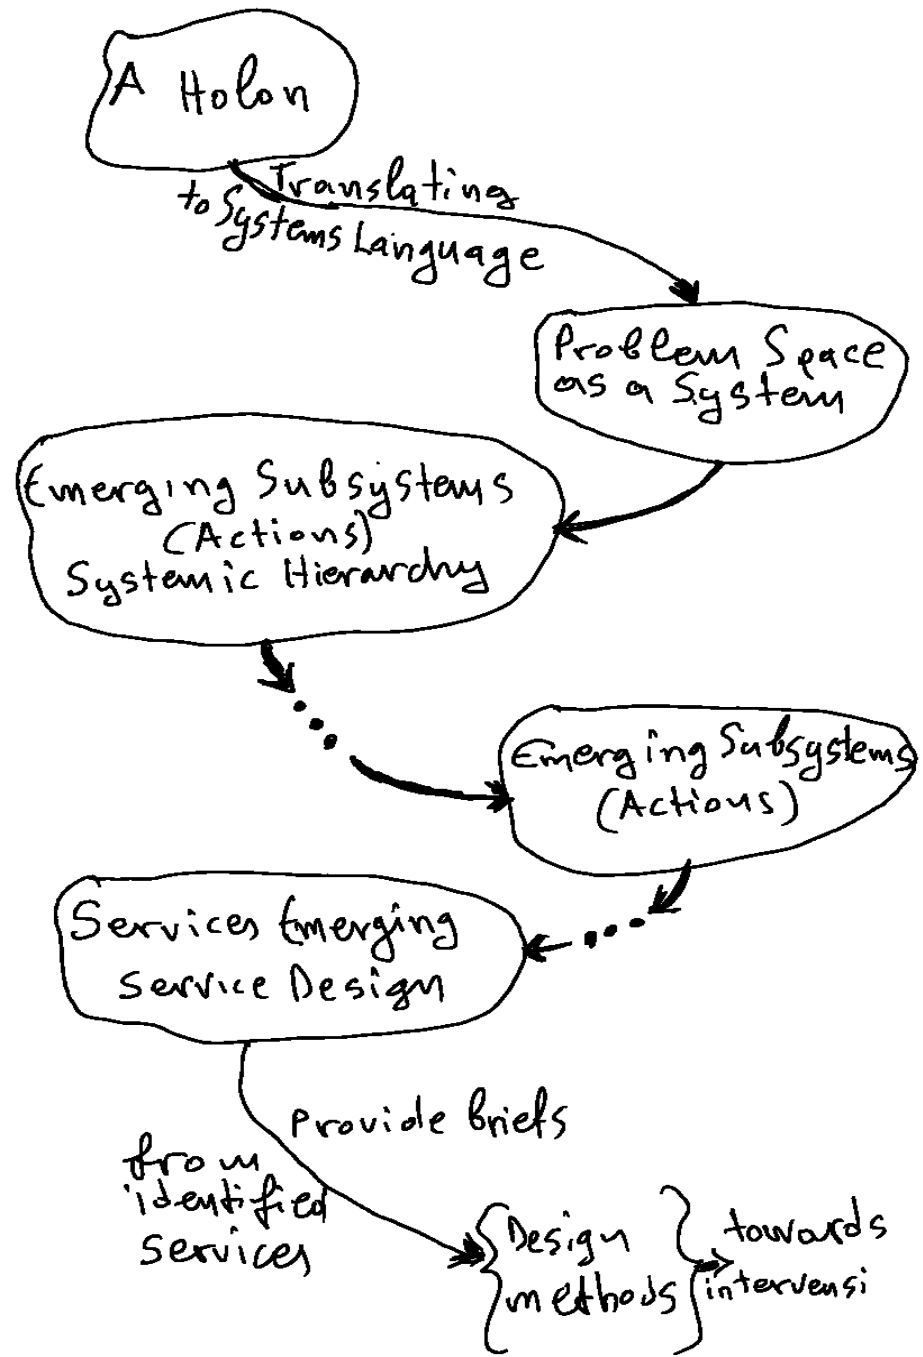 A Holon
Translating
to Systems Language
Problem Space
as a System
Emerging Subsystems
(Actions)
Systemic Hierarchy
Emerging Subsystems
(Actions)
Services Emerging
Service Design
Provide briefs
from
identified
services
Design
methods
towards
intervensi